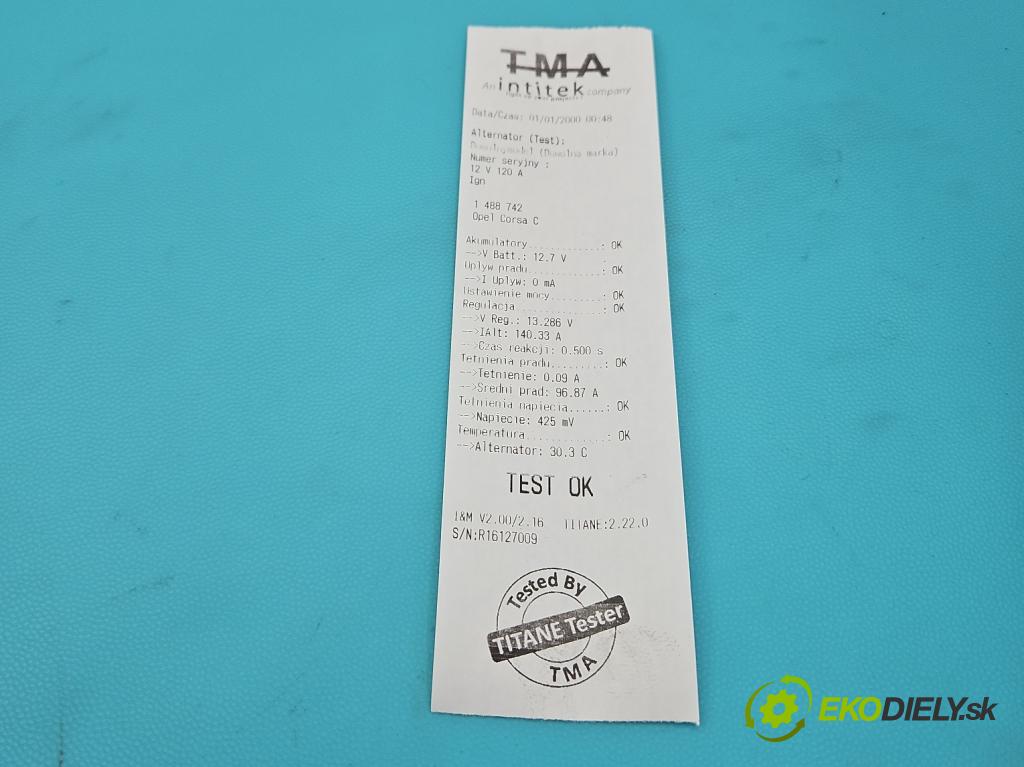 TMA
An intitek company
Data/Czas: 01/01/2000 00:48
Alternator (Test):
(Dowolna marka)
Numer seryjny :
12 V 120 A
Ign
1 488 742
Opel Corsa C
Akumulatory............: OK
-->V Batt.: 12.7 V
Uplyw pradu............: OK
-->I Uplyw: 0 mA
Ustawienie mocy.........: OK
Regulacja..............: OK
-->V Reg.: 13.286 V
-->IAlt: 140.33 A
-->Czas reakcji: 0.500 s
Tetnienia pradu.........: OK
-->Tetnienie: 0.09 A
-->Sredni prad: 96.87 A
Tetnienia napiecia......: OK
-->Napiecie: 425 mV
Temperatura.............: OK
-->Alternator: 30.3 C
TEST OK
I&M V2.00/2.16 TITANE:2.22.0
S/N:R16127009
Tested By
TITANE Tester
TMA
EKODIELY.sk